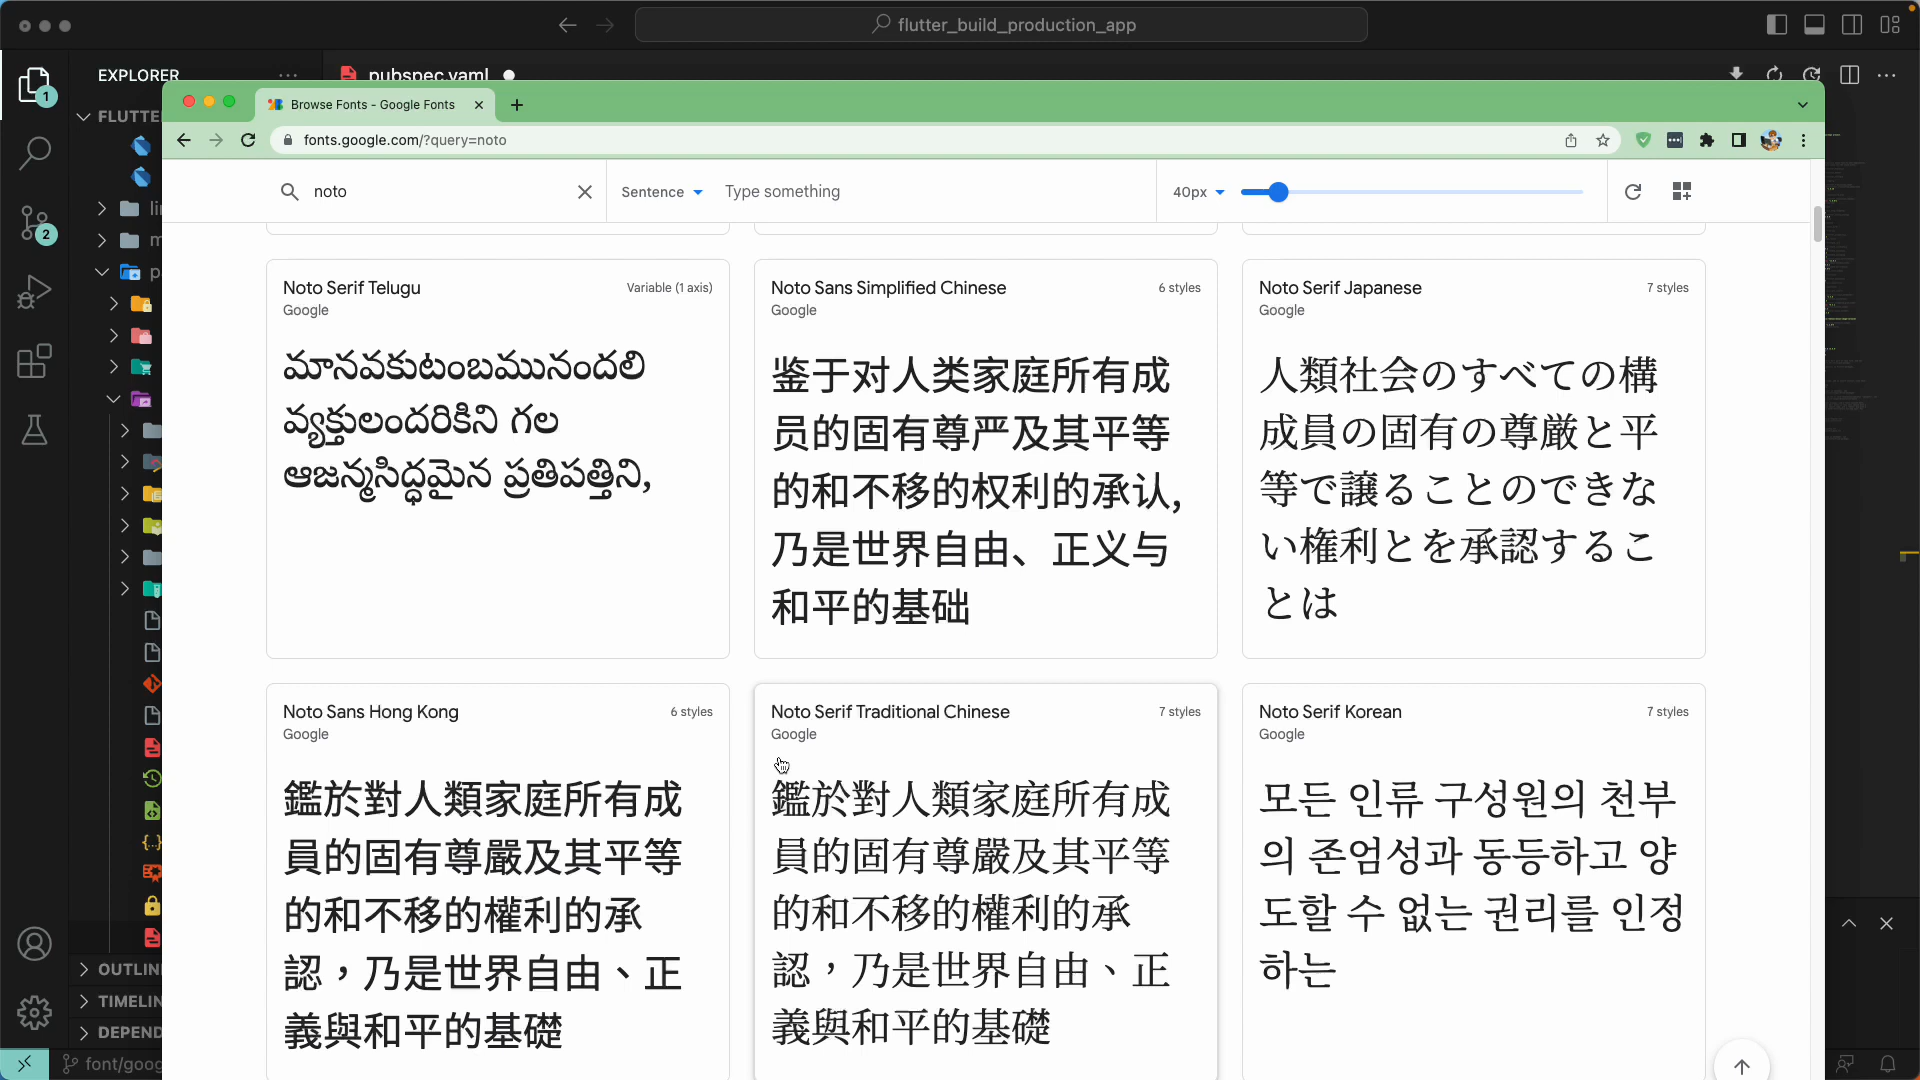 flutter_build_production_app
EXPLORER
pubspec.yaml
1
FLUTTE
Browse Fonts - Google Fonts
fonts.google.com/?query=noto
noto
Sentence
Type something
40px
2
Noto Serif Telugu
Variable (1 axis)
Google
మానవకుటంబమునందలి
వ్యక్తులందరికిని గల
ఆజన్మసిద్ధమైన ప్రతిపత్తిని,
Noto Sans Simplified Chinese
6 styles
Google
鉴于对人类家庭所有成
员的固有尊严及其平等
的和不移的权利的承认,
乃是世界自由、正义与
和平的基础
Noto Serif Japanese
7 styles
Google
人類社会のすべての構
成員の固有の尊厳と平
等で譲ることのできな
い権利とを承認するこ
とは
Noto Sans Hong Kong
6 styles
Google
鑑於對人類家庭所有成
員的固有尊嚴及其平等
的和不移的權利的承
認，乃是世界自由、正
義與和平的基礎
Noto Serif Traditional Chinese
7 styles
Google
鑑於對人類家庭所有成
員的固有尊嚴及其平等
的和不移的權利的承
認，乃是世界自由、正
義與和平的基礎
Noto Serif Korean
7 styles
Google
모든 인류 구성원의 천부
의 존엄성과 동등하고 양
도할 수 없는 권리를 인정
하는
OUTLIN
TIMELIN
DEPEND
font/goog